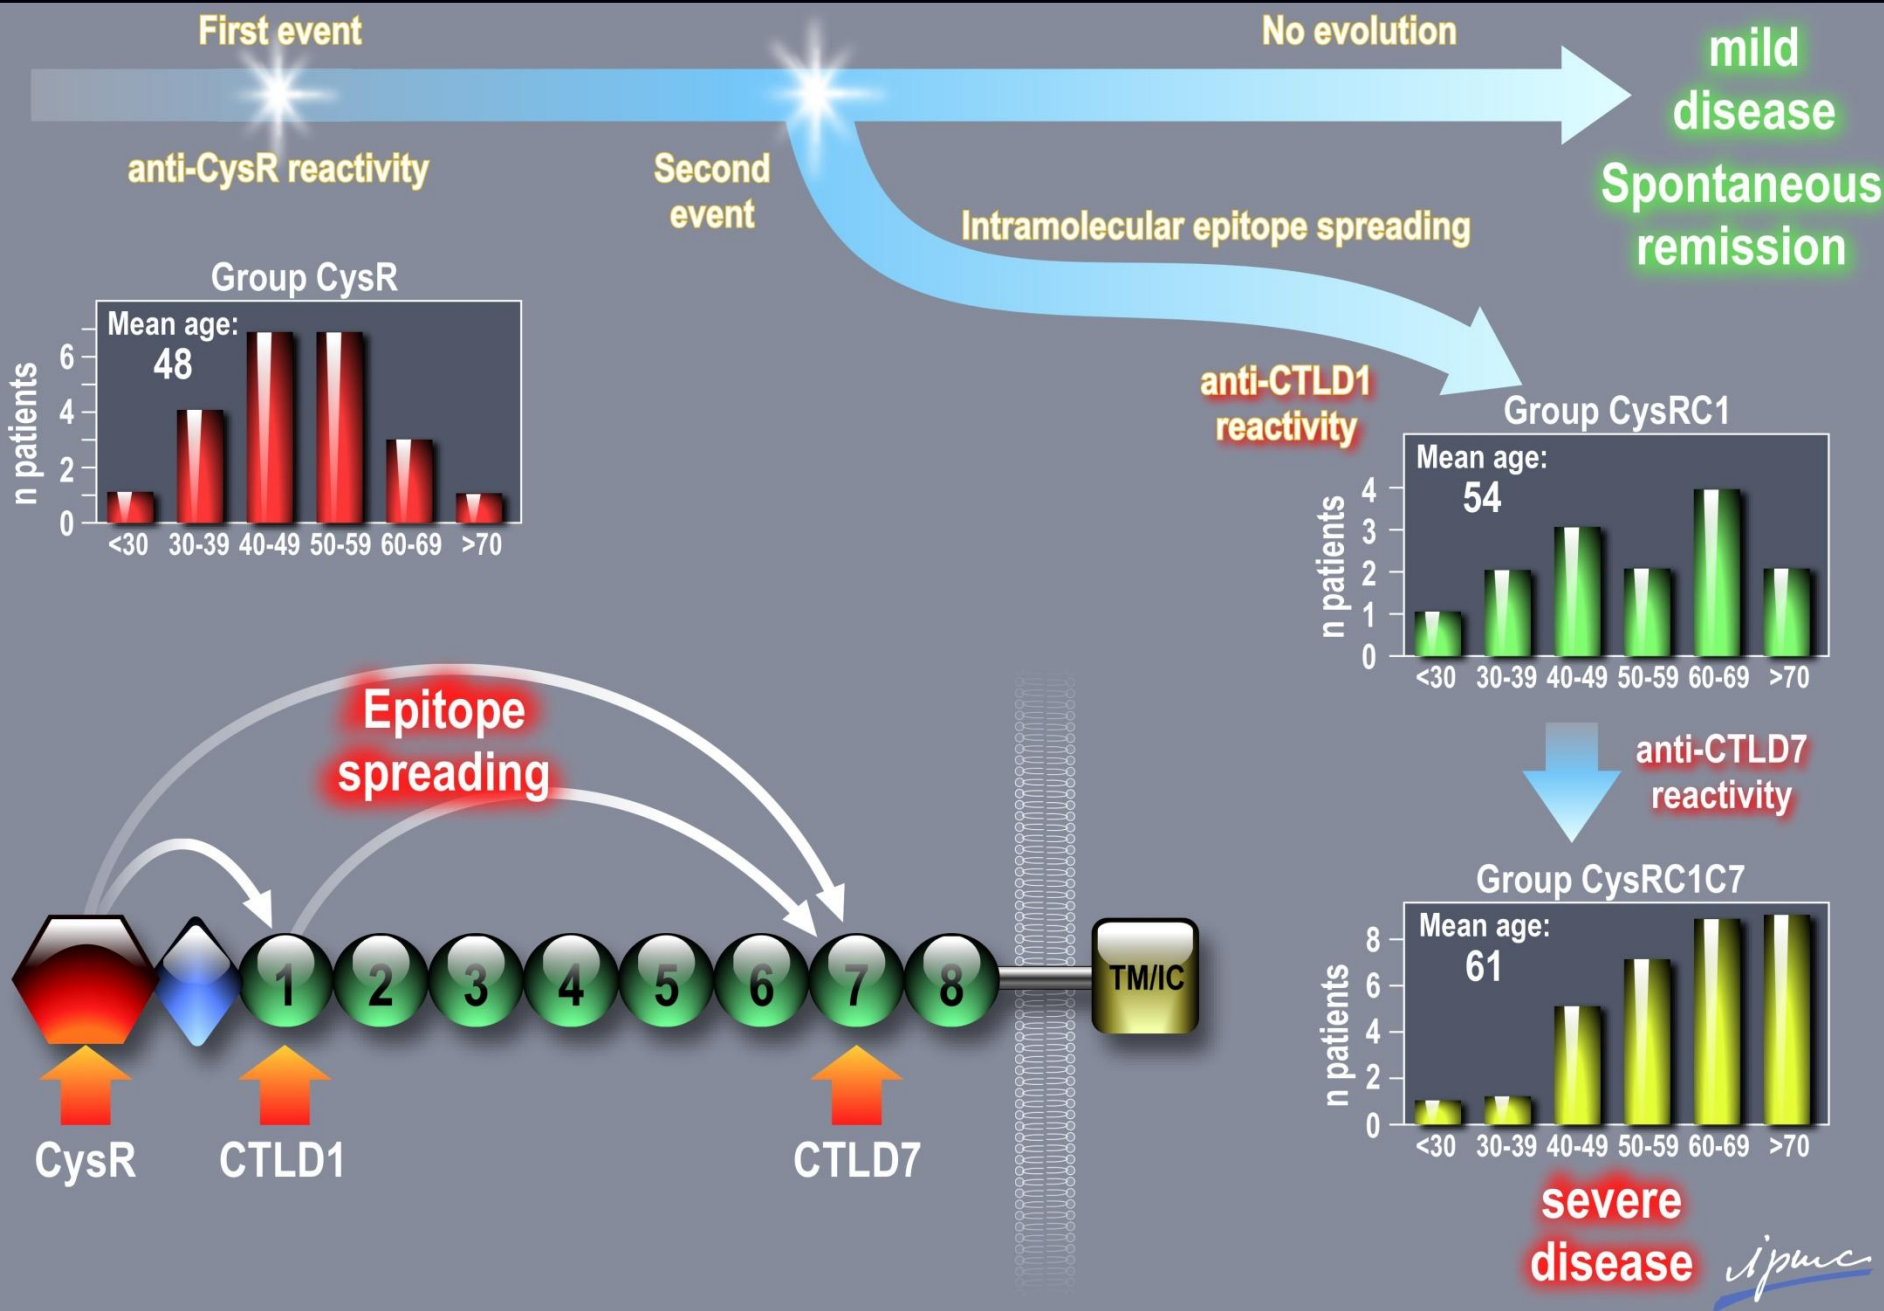 First event
No evolution
mild
disease
Spontaneous
remission
anti-CysR reactivity
Second
event
Intramolecular epitope spreading
Group CysR
Mean age:
48
n patients
6
4
2
0
<30 30-39 40-49 50-59 60-69 >70
anti-CTLD1
reactivity
Group CysRC1
Mean age:
54
n patients
4
3
2
1
0
<30 30-39 40-49 50-59 60-69 >70
anti-CTLD7
reactivity
Group CysRC1C7
Mean age:
61
n patients
8
6
4
2
0
<30 30-39 40-49 50-59 60-69 >70
severe
disease
Epitope
spreading
1 2 3 4 5 6 7 8 TM/IC
CysR CTLD1 CTLD7
ipmc